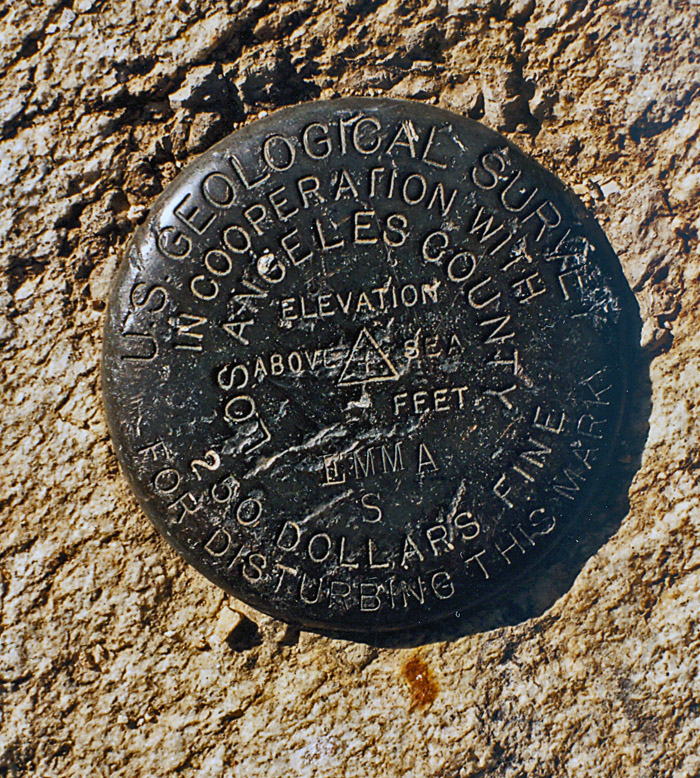 U.S. GEOLOGICAL SURVEY
IN COOPERATION WITH
LOS ANGELES COUNTY
ELEVATION
ABOVE SEA
FEET
EMMA
S
250 DOLLARS FINE
FOR DISTURBING THIS MARK